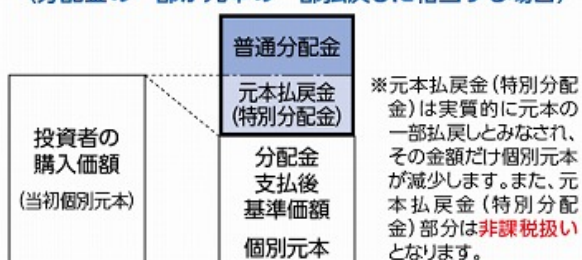 普通分配金
元本払戻金
(特別分配金)
投資者の
購入価額
(当初個別元本)
分配金
支払後
基準価額
個別元本
※元本払戻金(特別分配
金)は実質的に元本の
一部払戻しとみなされ、
その金額だけ個別元本
が減少します。また、元
本払戻金(特別分配
金)部分は非課税扱い
となります。